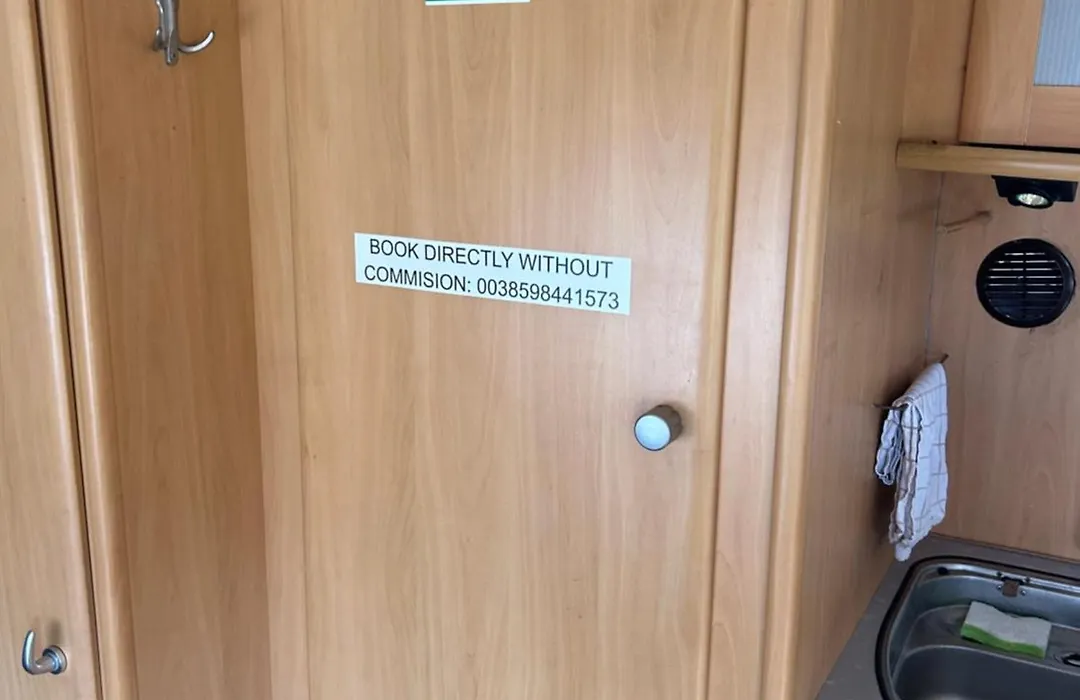 BOOK DIRECTLY WITHOUT
COMMISION: 0038598441573